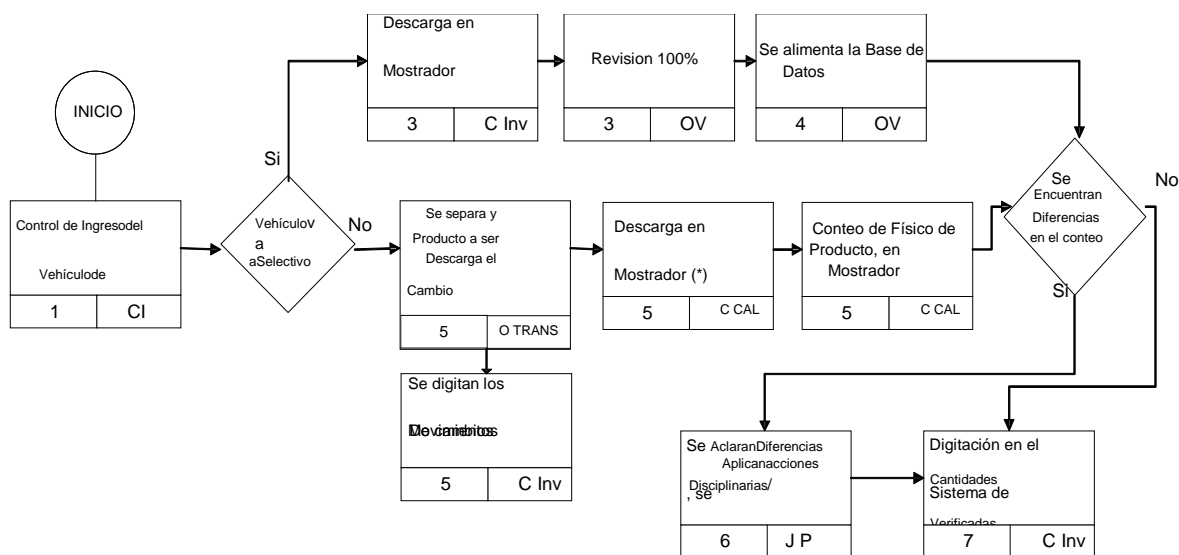 INICIO
Control de Ingresodel
Vehículode
1 CI
VehículoV
a
aSelectivo
Si
No
Descarga en
Mostrador
3 C Inv
Revision 100%
3 OV
Se alimenta la Base de
Datos
4 OV
Se separa y
Producto a ser
Descarga el
Cambio
5 O TRANS
Se digitan los
5 C Inv
Descarga en
Mostrador (*)
5 C CAL
Conteo de Físico de
Producto, en
Mostrador
5 C CAL
Se
Encuentran
Diferencias
en el conteo
No
Si
Se AclaranDiferencias
Aplicanacciones
Disciplinarias/
, se
6 J P
Digitación en el
Cantidades
Sistema de
Verificadas
7 C Inv